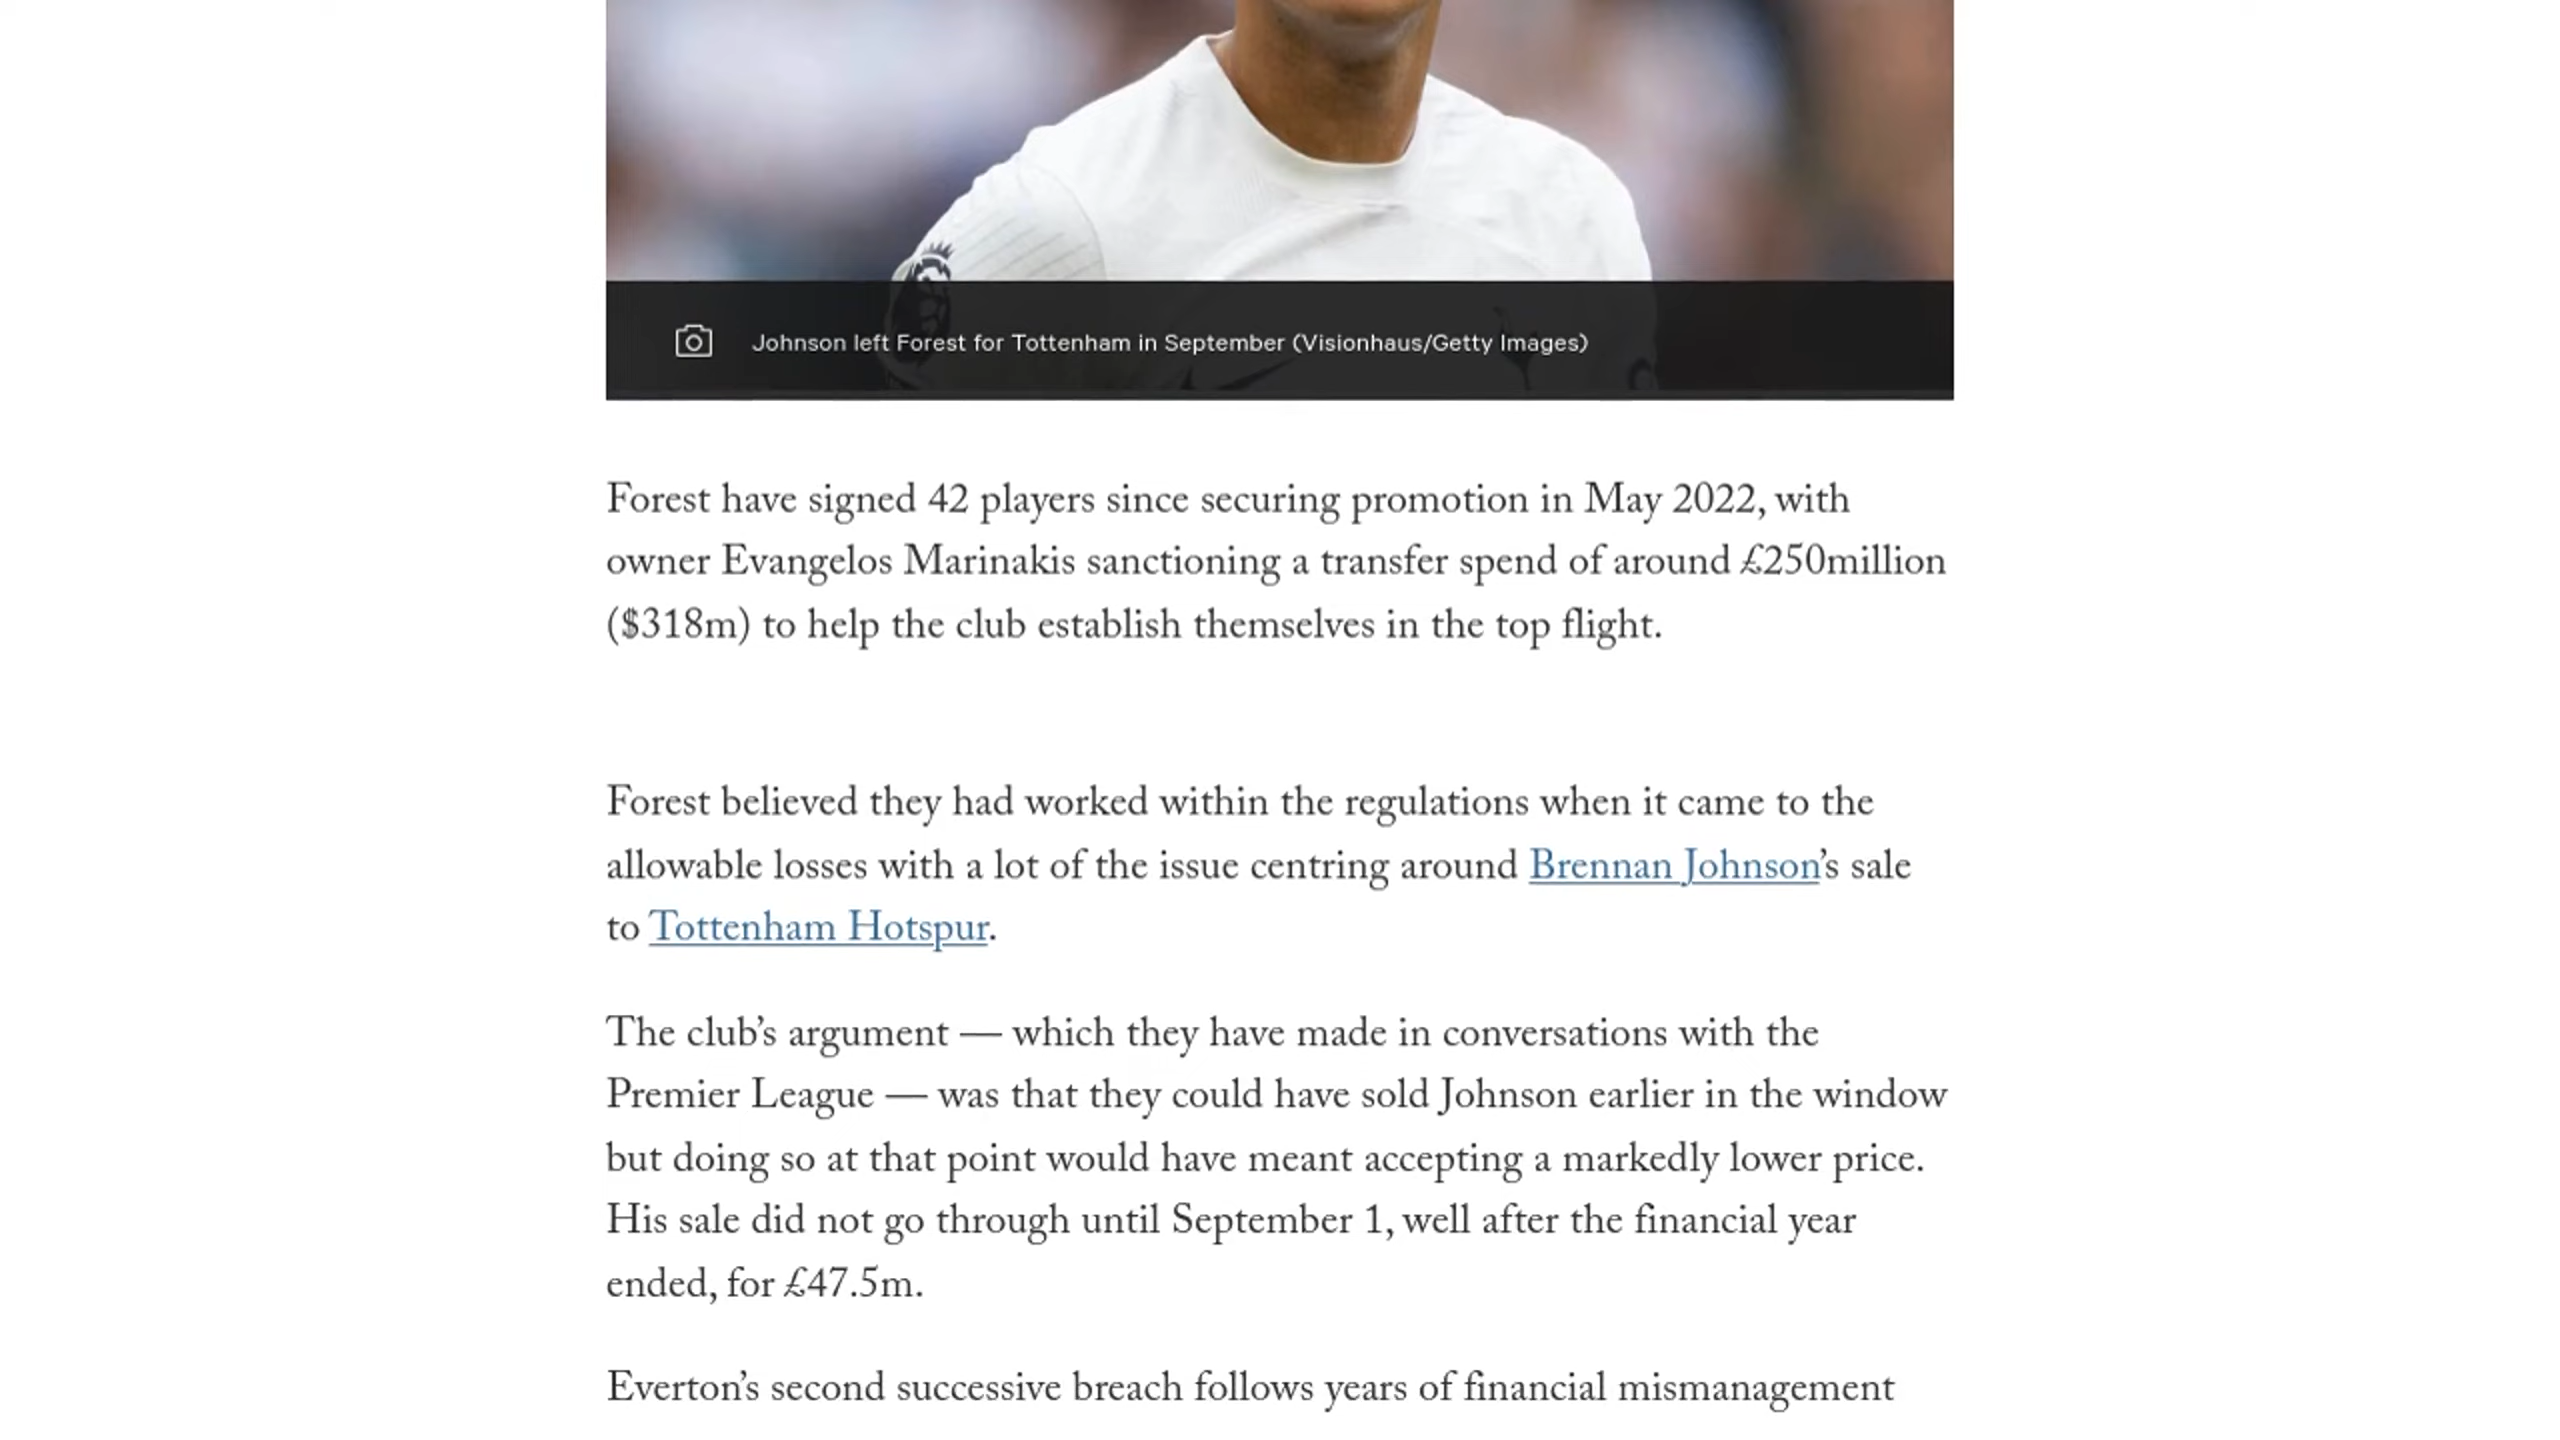 Johnson left Forest for Tottenham in September (Visionhaus/Getty Images)
Forest have signed 42 players since securing promotion in May 2022, with
owner Evangelos Marinakis sanctioning a transfer spend of around £250million
($318m) to help the club establish themselves in the top flight.
Forest believed they had worked within the regulations when it came to the
allowable losses with a lot of the issue centring around Brennan Johnson’s sale
to Tottenham Hotspur.
The club’s argument — which they have made in conversations with the
Premier League — was that they could have sold Johnson earlier in the window
but doing so at that point would have meant accepting a markedly lower price.
His sale did not go through until September 1, well after the financial year
ended, for £47.5m.
Everton’s second successive breach follows years of financial mismanagement